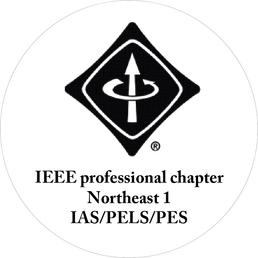 ®
IEEE professional chapter
Northeast 1
IAS/PELS/PES